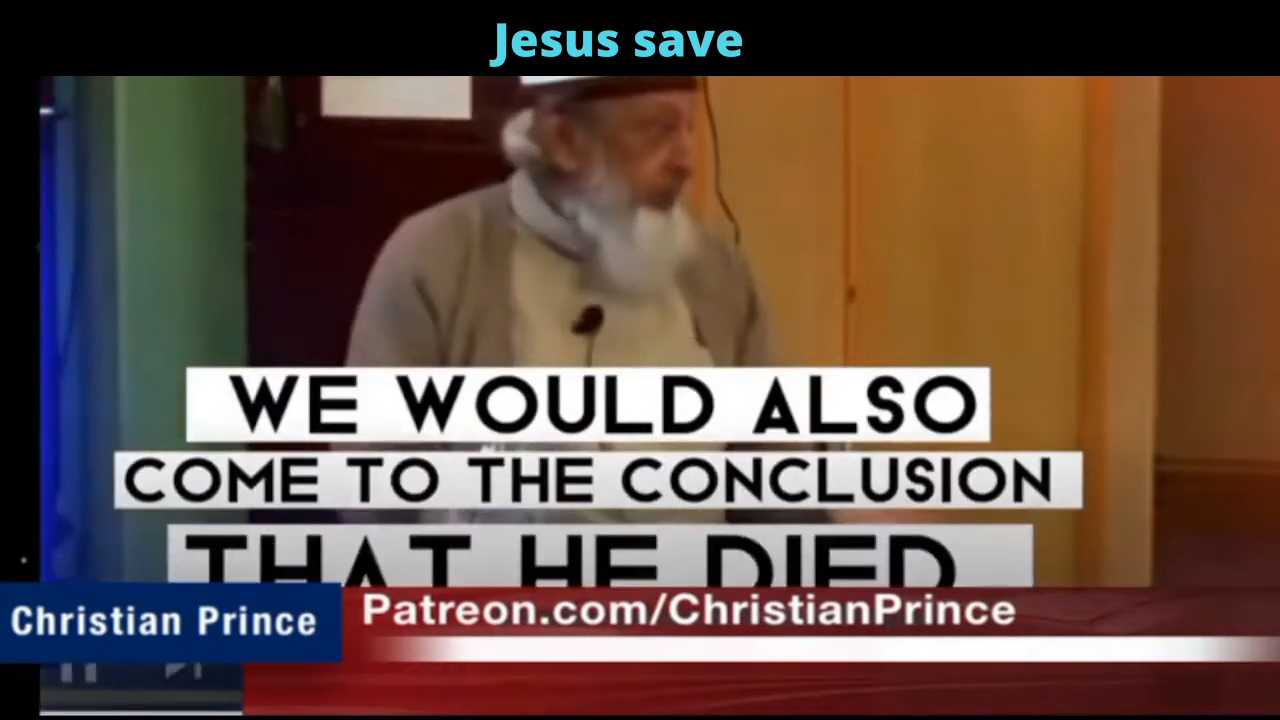 Jesus save
WE WOULD ALSO
COME TO THE CONCLUSION
THAT HE DIED
Christian Prince
Patreon.com/ChristianPrince